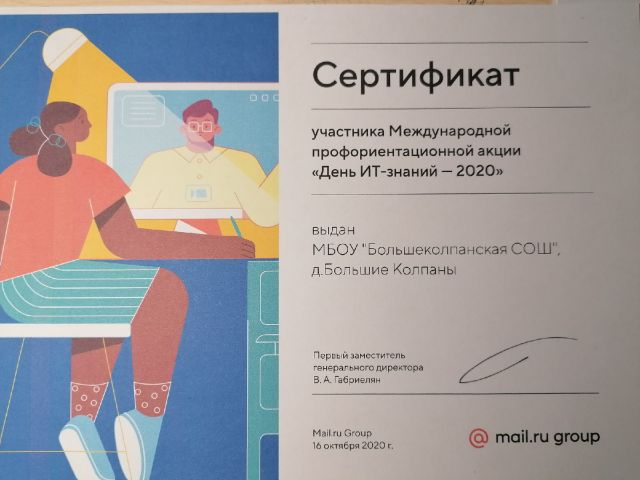 Сертификат
участника Международной
профориентационной акции
«День ИТ-знаний — 2020»
выдан
МБОУ "Большеколпанская СОШ",
д.Большие Колпаны
Первый заместитель
генерального директора
В. А. Габриелян
Mail.ru Group
16 октября 2020 г.
@ mail.ru group